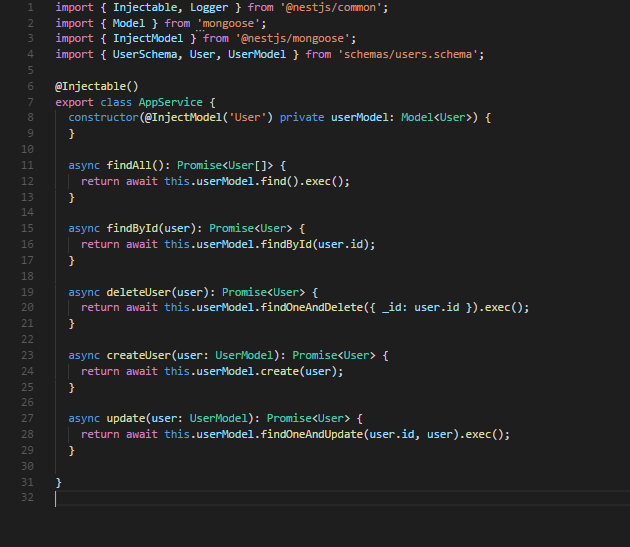 1 import { Injectable, Logger } from '@nestjs/common';
2 import { Model } from 'mongoose';
3 import { InjectModel } from '@nestjs/mongoose';
4 import { UserSchema, User, UserModel } from 'schemas/users.schema';
5
6 @Injectable()
7 export class AppService {
8   constructor(@InjectModel('User') private userModel: Model<User>) {
9   }
10
11   async findAll(): Promise<User[]> {
12     return await this.userModel.find().exec();
13   }
14
15   async findById(user): Promise<User> {
16     return await this.userModel.findById(user.id);
17   }
18
19   async deleteUser(user): Promise<User> {
20     return await this.userModel.findOneAndDelete({ _id: user.id }).exec();
21   }
22
23   async createUser(user: UserModel): Promise<User> {
24     return await this.userModel.create(user);
25   }
26
27   async update(user: UserModel): Promise<User> {
28     return await this.userModel.findOneAndUpdate(user.id, user).exec();
29   }
30
31 }
32